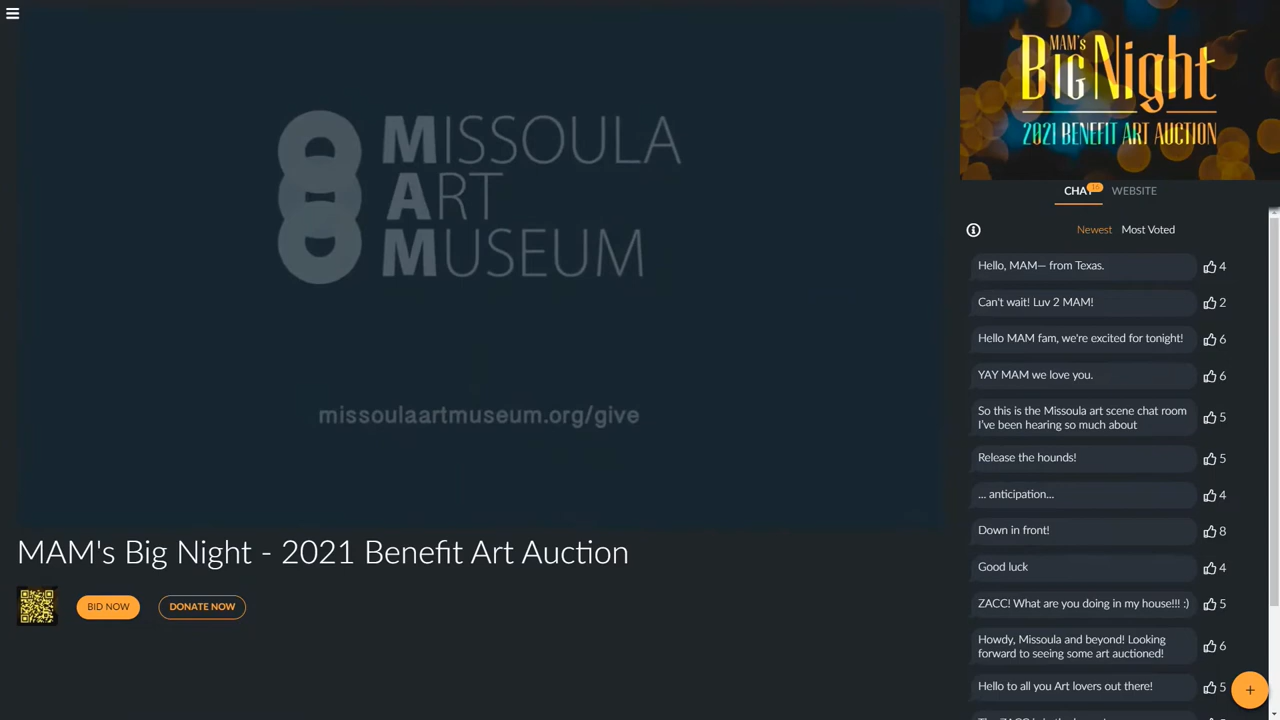 MISSOULA
ART
MUSEUM
missoulaartmuseum.org/give
MAM's Big Night - 2021 Benefit Art Auction
BID NOW
DONATE NOW
MAM's
BIG Night
2021 BENEFIT ART AUCTION
CHAT 16
WEBSITE
Newest
Most Voted
Hello, MAM— from Texas.
4
Can't wait! Luv 2 MAM!
2
Hello MAM fam, we're excited for tonight!
6
YAY MAM we love you.
6
So this is the Missoula art scene chat room
I've been hearing so much about
5
Release the hounds!
5
... anticipation...
4
Down in front!
8
Good luck
4
ZACC! What are you doing in my house!!! :)
5
Howdy, Missoula and beyond! Looking
forward to seeing some art auctioned!
6
Hello to all you Art lovers out there!
5